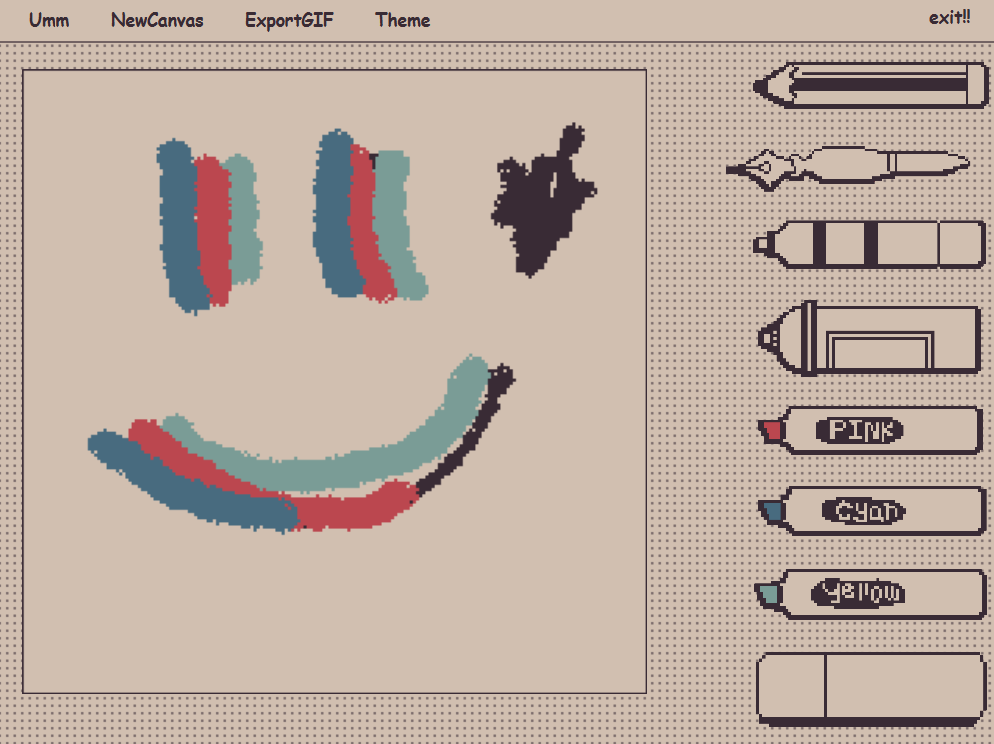 Umm NewCanvas ExportGIF Theme exit!!
PINK
Cyan
Yellow